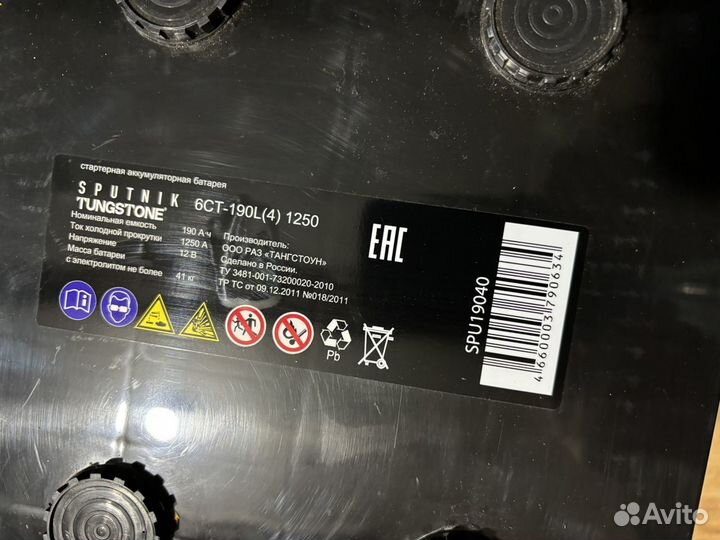 стартерная аккумуляторная батарея
SPUTNIK
TUNGSTONE®
6СТ-190L(4) 1250
Номинальная емкость 190 А·ч
Ток холодной прокрутки 1250 А
Напряжение 12 В
Масса батареи
с электролитом не более 41 кг
Производитель:
ООО РАЗ «ТАНГСТОУН»
Сделано в России.
ТУ 3481-001-73200020-2010
ТР ТС от 09.12.2011 №018/2011
Pb
EAC
SPU19040
4660003790634
Avito